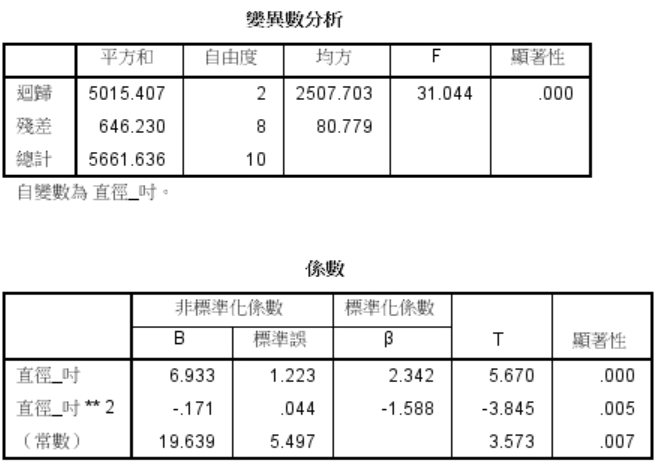 變異數分析
平方和 自由度 均方 F 顯著性
迴歸 5015.407 2 2507.703 31.044 .000
殘差 646.230 8 80.779
總計 5661.636 10
自變數為 直徑_吋。
係數
非標準化係數 標準化係數
B 標準誤 β T 顯著性
直徑_吋 6.933 1.223 2.342 5.670 .000
直徑_吋 ** 2 -.171 .044 -1.588 -3.845 .005
（常數） 19.639 5.497 3.573 .007